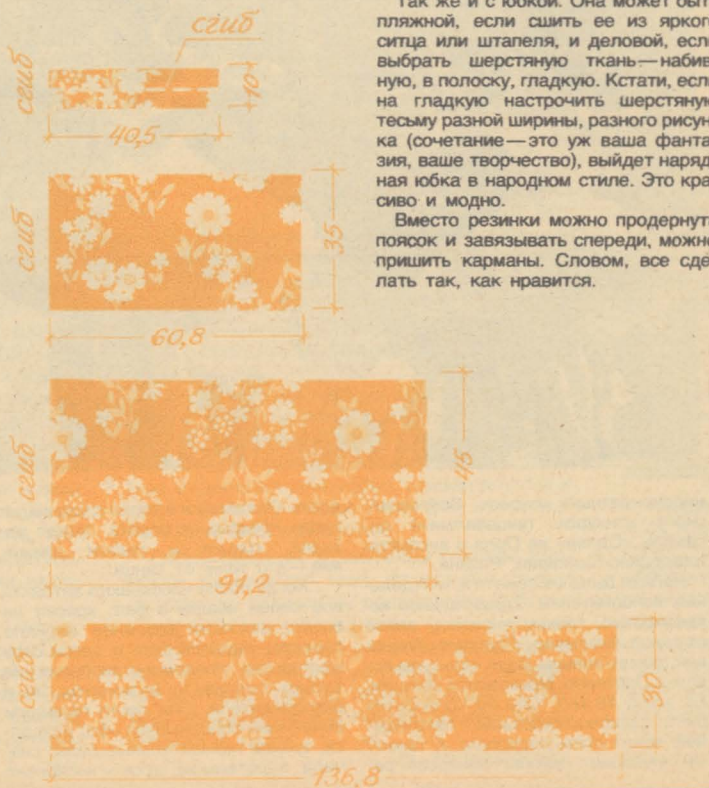 Так же и с юбкой. Она может быть
пляжной, если сшить ее из яркого
ситца или штапеля, и деловой, если
выбрать шерстяную ткань — набив-
ную, в полоску, гладкую. Кстати, если
на гладкую настрочить шерстяную
тесьму разной ширины, разного рисун-
ка (сочетание — это уж ваша фанта-
зия, ваше творчество), выйдет наряд-
ная юбка в народном стиле. Это кра-
сиво и модно.
Вместо резинки можно продернуть
поясок и завязывать спереди, можно
пришить карманы. Словом, все сде-
лать так, как нравится.
сгиб
сгиб
10
40,5
сгиб
35
60,8
сгиб
45
91,2
сгиб
30
136,8